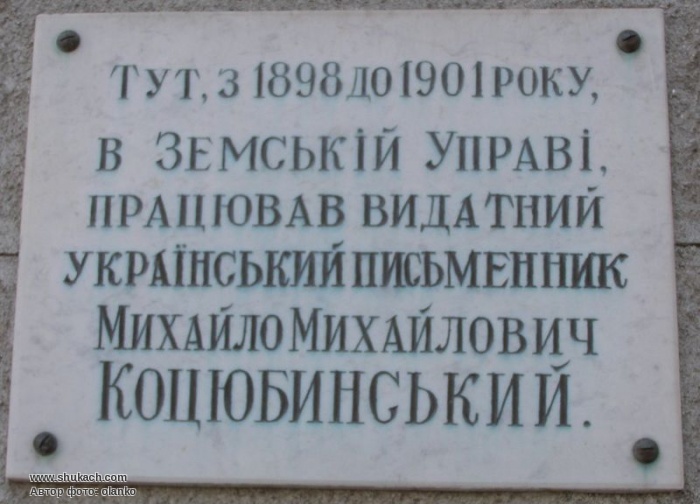 Тут, з 1898 до 1901 року,
в Земській Управі,
працював видатний
український письменник
Михайло Михайлович
Коцюбинський.
www.shukach.com
Автор фото: olanko